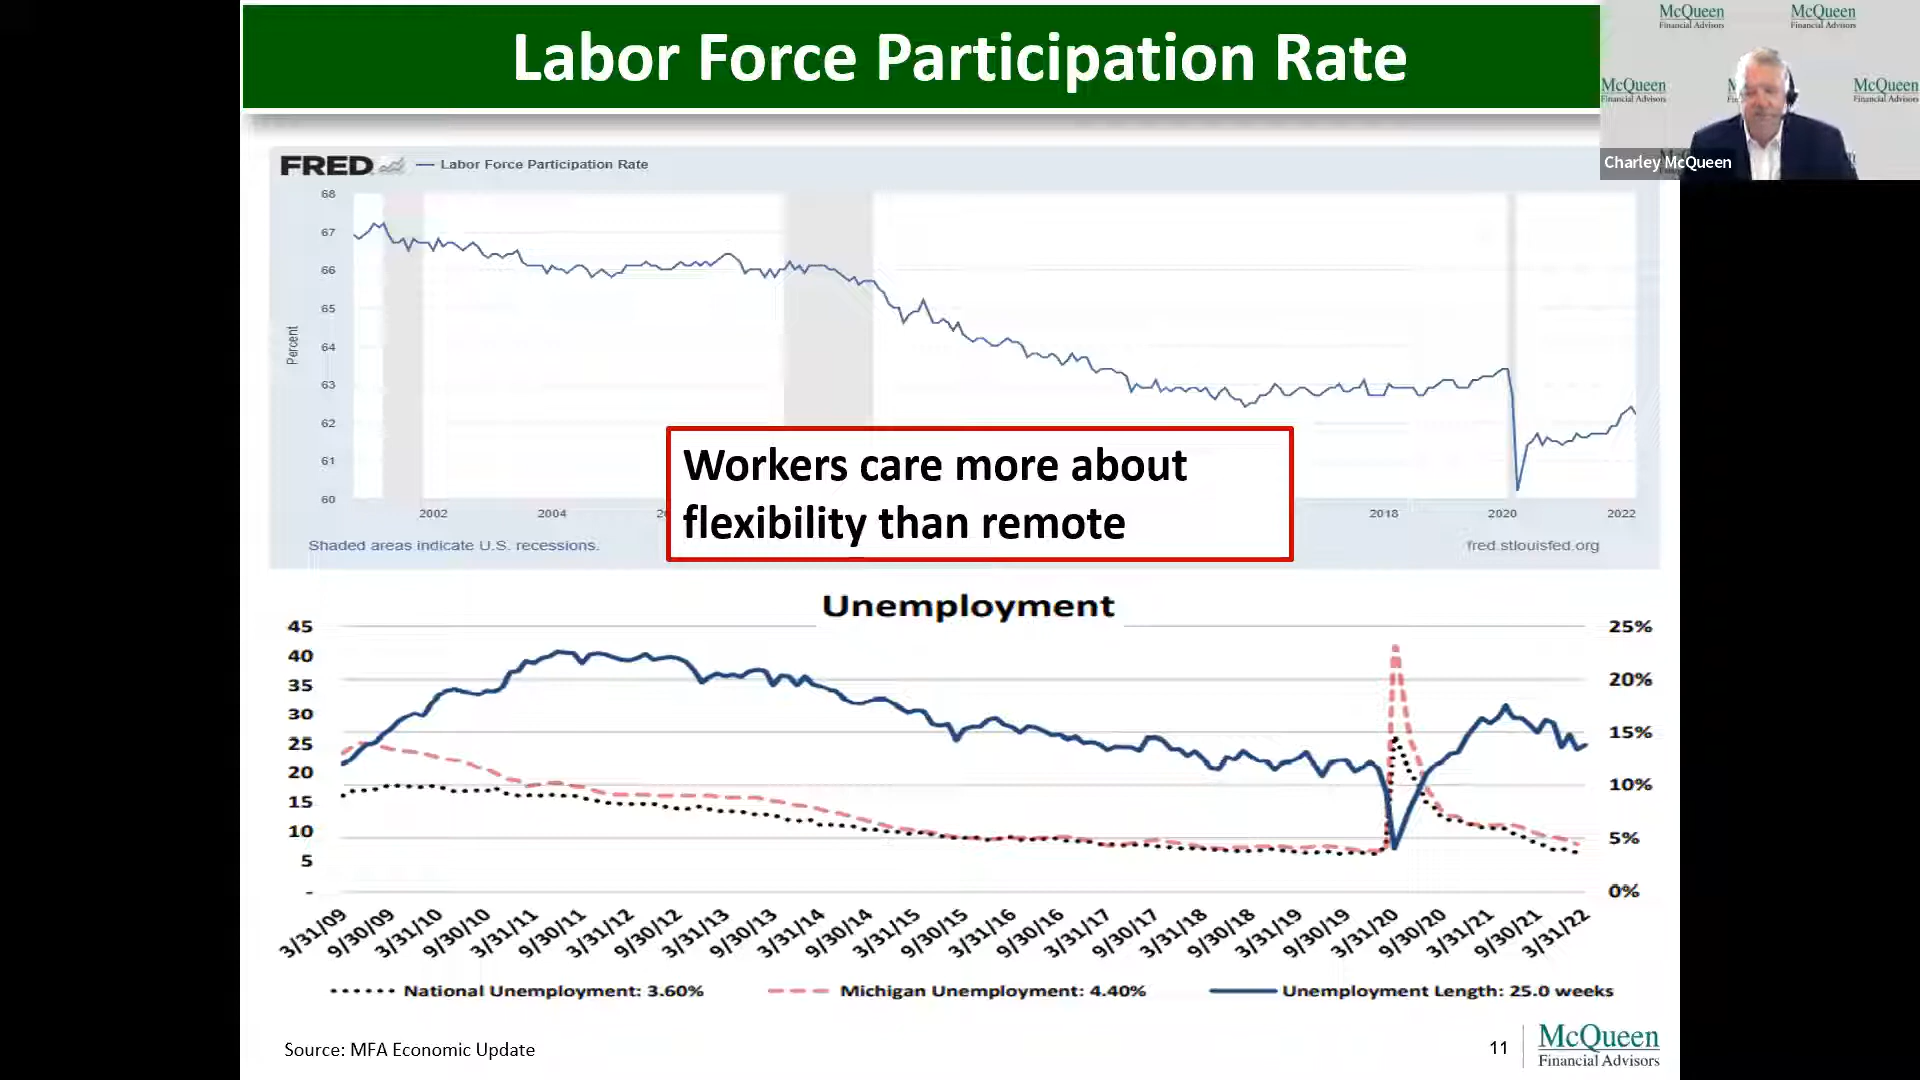 Labor Force Participation Rate
McQueen
Financial Advisors
McQueen
Financial Advisors
McQueen
Financial Advisors
McQueen
Financial Advisors
Charley McQueen
FRED
Labor Force Participation Rate
68
67
66
65
64
63
62
61
60
Percent
2002
2004
2018
2020
2022
Shaded areas indicate U.S. recessions.
fred.stlouisfed.org
Workers care more about
flexibility than remote
Unemployment
45
40
35
30
25
20
15
10
5
-
25%
20%
15%
10%
5%
0%
3/31/09
9/30/09
3/31/10
9/30/10
3/31/11
9/30/11
3/31/12
9/30/12
3/31/13
9/30/13
3/31/14
9/30/14
3/31/15
9/30/15
3/31/16
9/30/16
3/31/17
9/30/17
3/31/18
9/30/18
3/31/19
9/30/19
3/31/20
9/30/20
3/31/21
9/30/21
3/31/22
National Unemployment: 3.60%
Michigan Unemployment: 4.40%
Unemployment Length: 25.0 weeks
Source: MFA Economic Update
11
McQueen
Financial Advisors